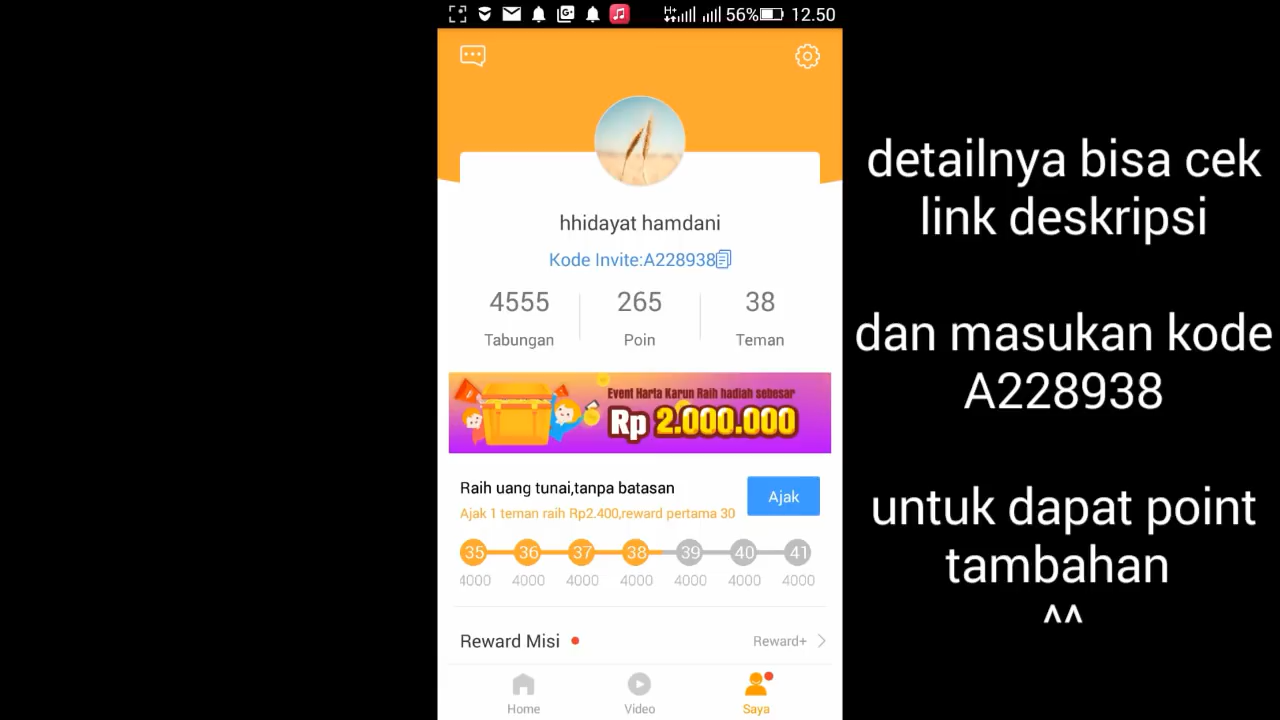 56% 12.50
hhidayat hamdani
Kode Invite:A228938
4555 265 38
Tabungan Poin Teman
Event Harta Karun Raih hadiah sebesar
Rp 2.000.000
Raih uang tunai,tanpa batasan
Ajak 1 teman raih Rp2.400,reward pertama 30
Ajak
35 36 37 38 39 40 41
4000 4000 4000 4000 4000 4000 4000
Reward Misi Reward+
Home Video Saya
detailnya bisa cek
link deskripsi
dan masukan kode
A228938
untuk dapat point
tambahan
^^